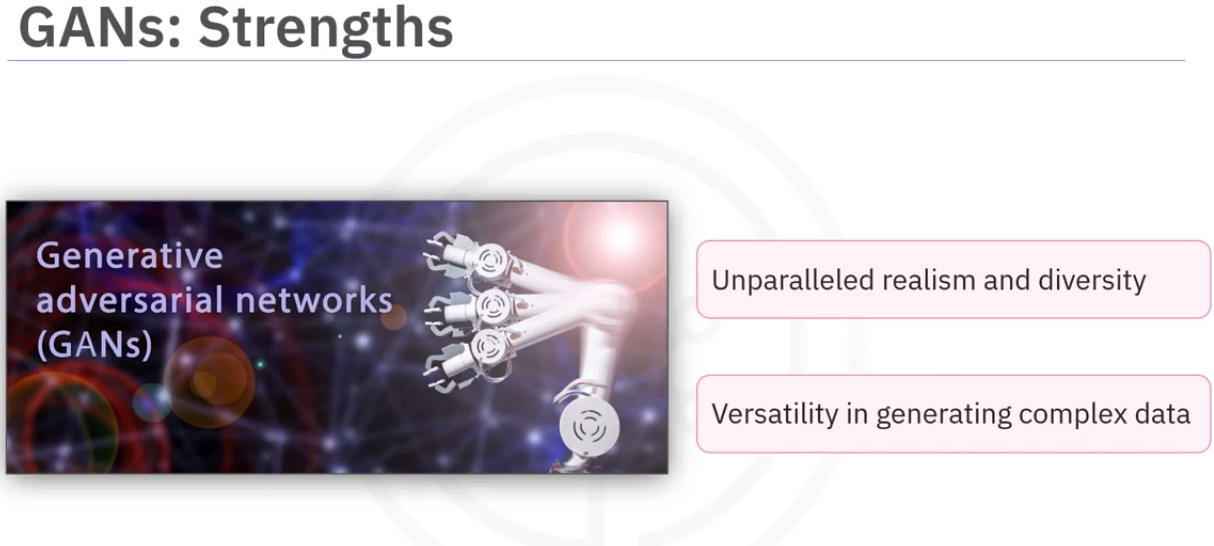 GANs: Strengths
Generative
adversarial networks
(GANs)
Unparalleled realism and diversity
Versatility in generating complex data